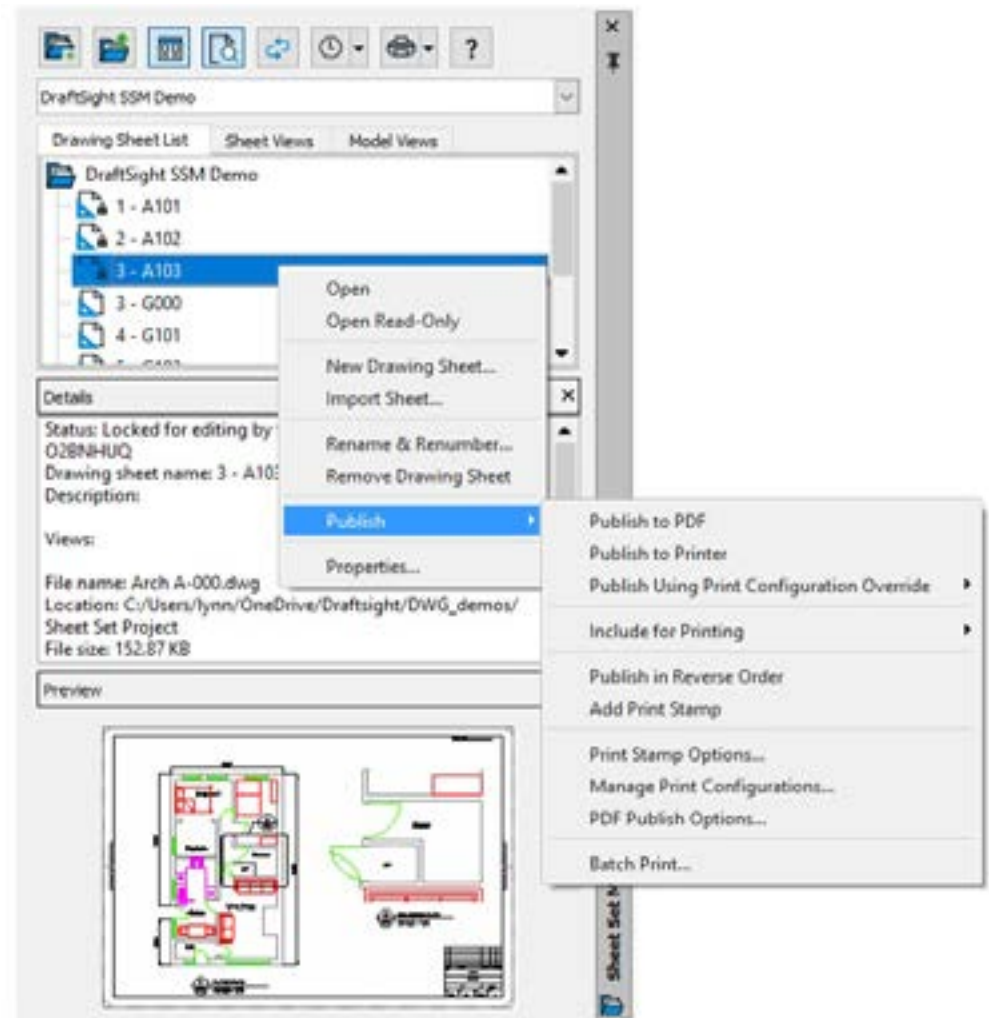 ?
DraftSight SSM Demo
Drawing Sheet List Sheet Views Model Views
DraftSight SSM Demo
1 - A101
2 - A102
3 - A103
3 - G000
4 - G101
Open
Open Read-Only
New Drawing Sheet...
Import Sheet...
Rename & Renumber...
Remove Drawing Sheet
Publish
Properties...
Publish to PDF
Publish to Printer
Publish Using Print Configuration Override
Include for Printing
Publish in Reverse Order
Add Print Stamp
Print Stamp Options...
Manage Print Configurations...
PDF Publish Options...
Batch Print...
Details
Status: Locked for editing by
O2BNHUQ
Drawing sheet name: 3 - A103
Description:
Views:
File name: Arch A-000.dwg
Location: C:/Users/lynn/OneDrive/Draftsight/DWG_demos/
Sheet Set Project
File size: 152.87 KB
Preview
Sheet Set